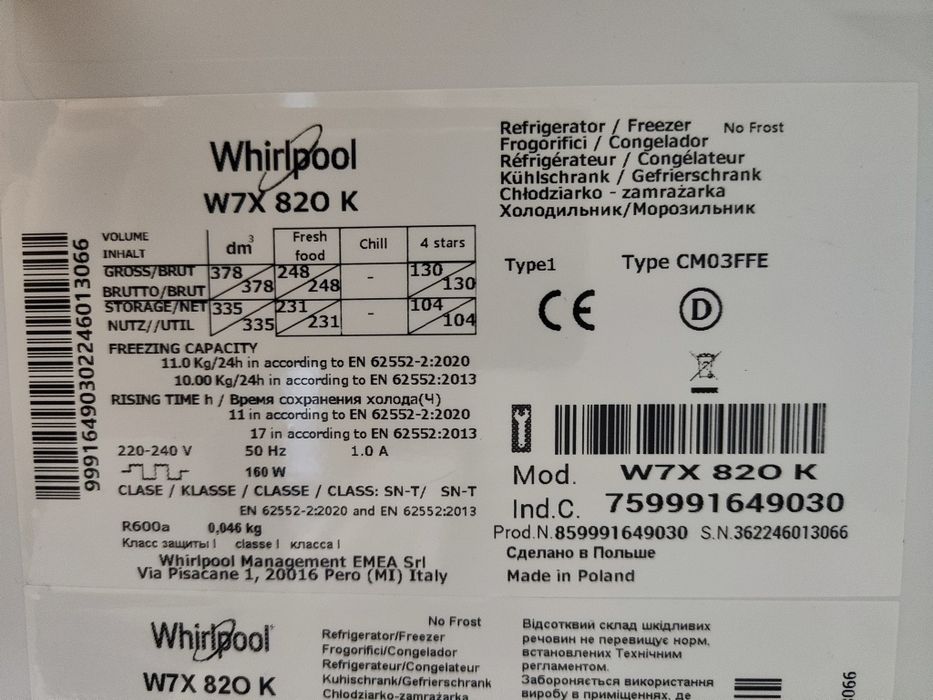 Whirlpool
W7X 820 K
VOLUME
INHALT
dm³
Fresh food
Chill
4 stars
GROSS/BRUT
BRUTTO/BRUT
378
378
248
248
-
130
130
STORAGE/NET
NUTZ//UTIL
335
335
231
231
-
104
104
FREEZING CAPACITY
11.0 Kg/24h in according to EN 62552-2:2020
10.00 Kg/24h in according to EN 62552:2013
RISING TIME h / Время сохранения холода(Ч)
11 in according to EN 62552-2:2020
17 in according to EN 62552:2013
220-240 V 50 Hz 1.0 A
160 W
CLASE / KLASSE / CLASSE / CLASS: SN-T/ SN-T
EN 62552-2:2020 and EN 62552:2013
R600a 0,046 kg
Класс защиты I classe I класса I
Whirlpool Management EMEA Srl
Via Pisacane 1, 20016 Pero (MI) Italy
99916490302246013066
Refrigerator / Freezer No Frost
Frogorifici / Congelador
Réfrigérateur / Congélateur
Kühlschrank / Gefrierschrank
Chłodziarko - zamrażarka
Холодильник/Морозильник
Type1 Type CM03FFE
CE D
Mod. W7X 820 K
Ind.C. 759991649030
Prod.N.859991649030 S.N.362246013066
Сделано в Польше
Made in Poland
Whirlpool
W7X 820 K
No Frost
Refrigerator/Freezer
Frogorifici/Congelador
Refrigerateur/Congelateur
Kuhlschrank/Gefrierschrank
Chlodziarko-zamrazarka
Відсотковий склад шкідливих
речовин не перевищує норм,
встановлених Технічним
регламентом.
Забороняється використання
виробу в приміщеннях, де
3066